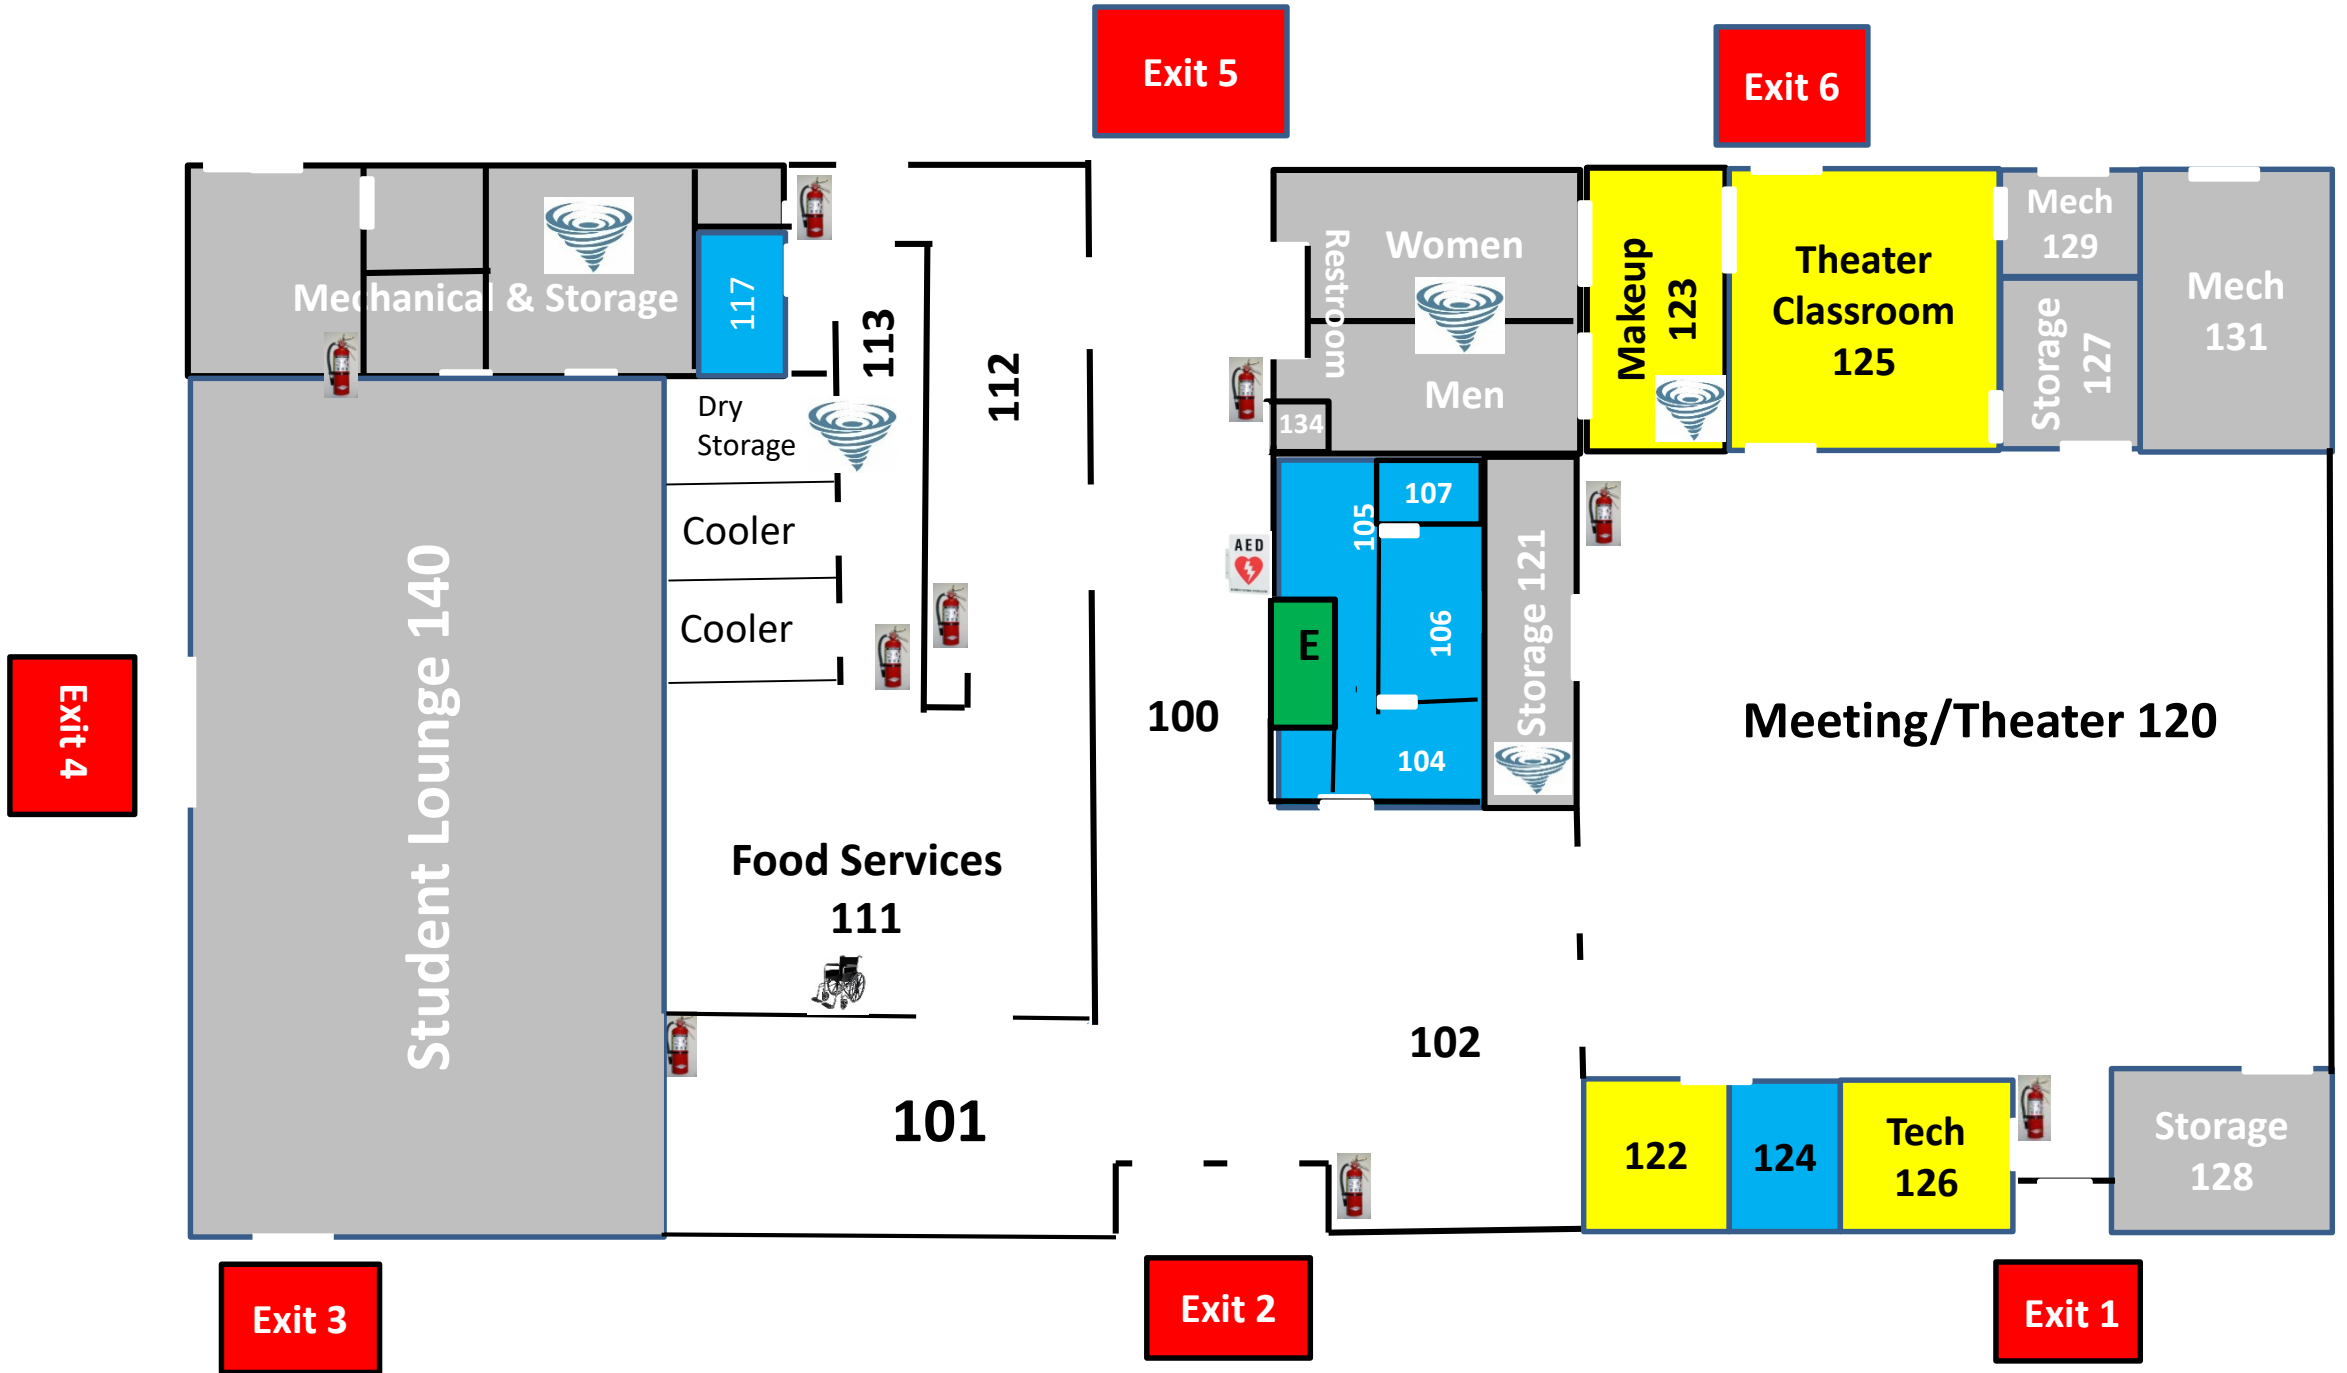 Exit 5
Exit 6
Mechanical & Storage
117
113
112
Restroom
Women
Men
134
Makeup
123
Theater
Classroom
125
Mech
129
Storage
127
Mech
131
Dry
Storage
Cooler
Cooler
Student Lounge 140
Exit 4
AED
105
107
106
E
104
Storage 121
100
Meeting/Theater 120
Food Services
111
102
101
122
124
Tech
126
Storage
128
Exit 3
Exit 2
Exit 1